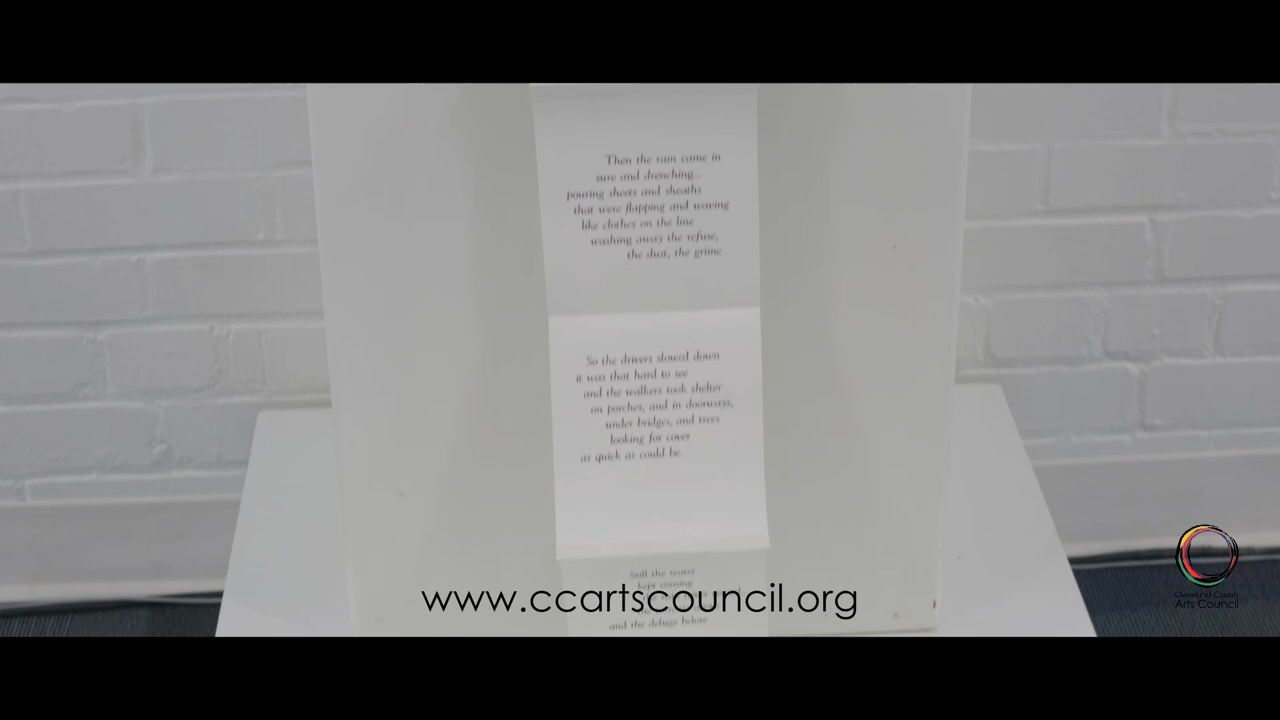 Then the rain came in
sure and drenching...
pouring sheets and sheaths
that were flapping and waving
like clothes on the line
washing away the refuse,
the dust, the grime
So the drivers slowed down
it was that hard to see
and the walkers took shelter
on porches, and in doorways,
under bridges, and trees
looking for cover
as quick as could be.
Still the water
kept coming
and the deluge below
www.ccartscouncil.org
Cleveland County
Arts Council